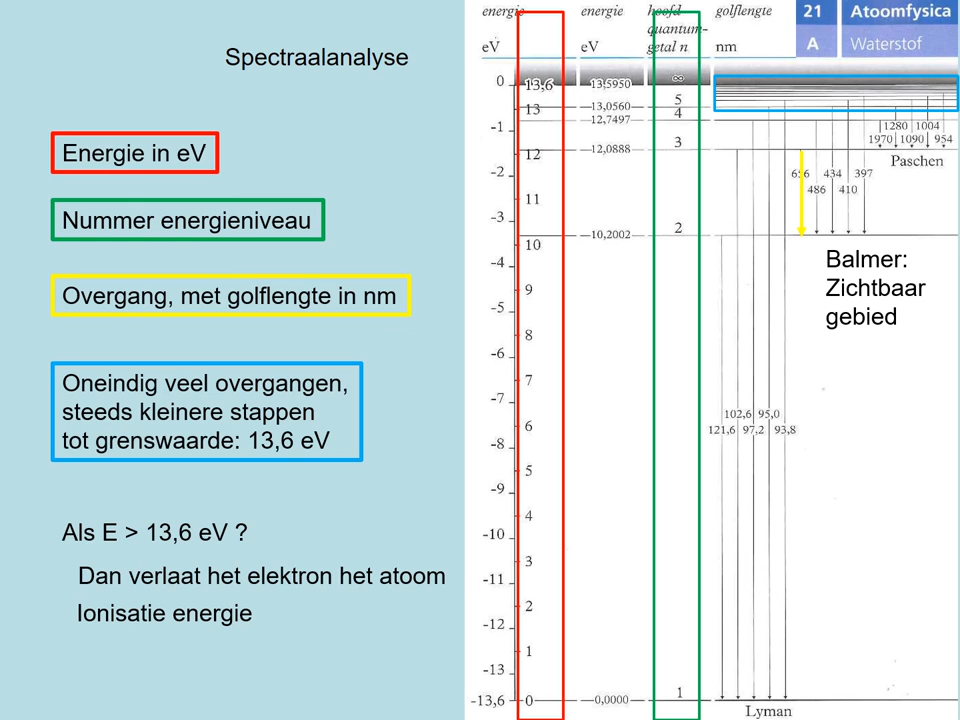 Spectraalanalyse
Energie in eV
Nummer energieniveau
Overgang, met golflengte in nm
Oneindig veel overgangen,
steeds kleinere stappen
tot grenswaarde: 13,6 eV
Als E > 13,6 eV ?
Dan verlaat het elektron het atoom
Ionisatie energie
energie energie hoofd golflengte
quantum-
eV eV getal n nm
21 Atoomfysica
A Waterstof
0 13,6 13,5950 ∞
13 13,0560 5
12,7497 4
-1
12 12,0888 3
-2
11
-3
10 10,2002 2
-4
9
-5
8
-6
7
6
-8
5
-9
4
-10
3
-11
2
-12
1
-13
-13,6 0 0,0000 1
1280 1004
1970 1090 954
Paschen
656 434 397
486 410
Balmer:
Zichtbaar
gebied
102,6 95,0
121,6 97,2 93,8
Lyman